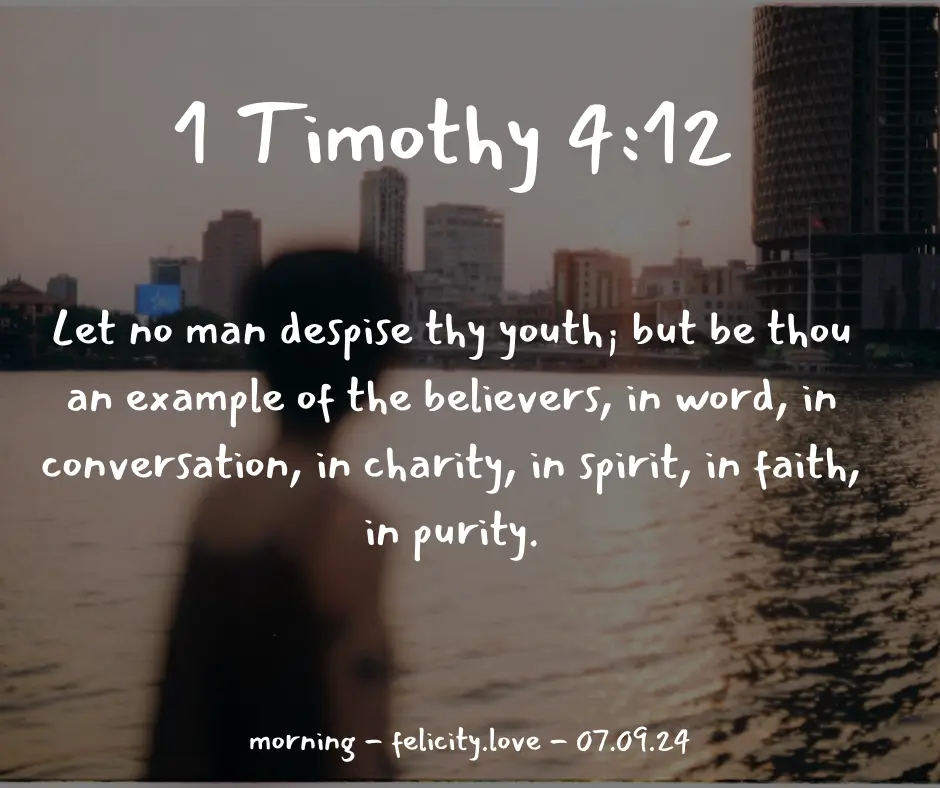 1 Timothy 4:12
Let no man despise thy youth; but be thou
an example of the believers, in word, in
conversation, in charity, in spirit, in faith,
in purity.
morning - felicity.love - 07.09.24